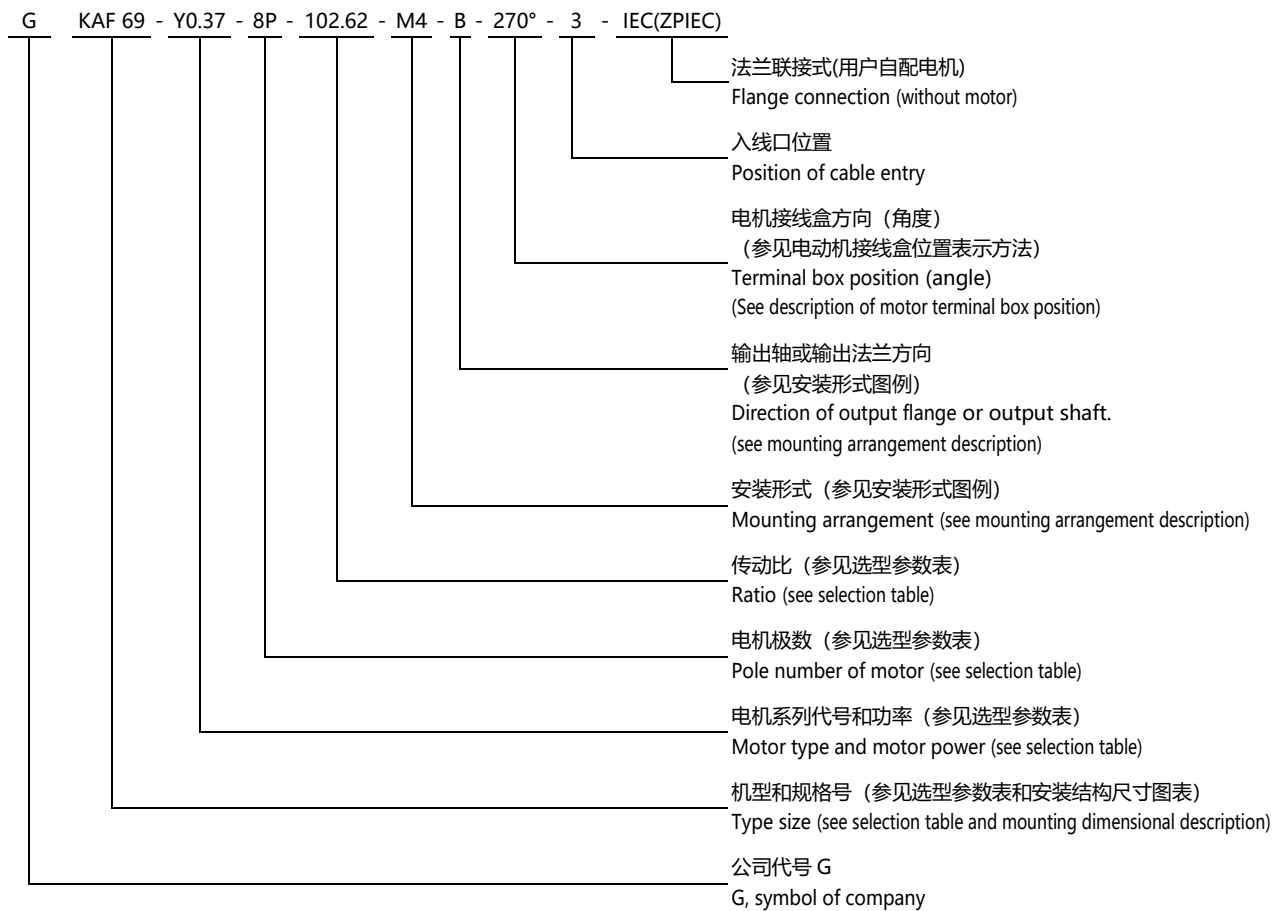 G KAF 69 - Y0.37 - 8P - 102.62 - M4 - B - 270° - 3 - IEC(ZPIEC)
法兰联接式(用户自配电机)
Flange connection (without motor)
入线口位置
Position of cable entry
电机接线盒方向（角度）
（参见电动机接线盒位置表示方法）
Terminal box position (angle)
(See description of motor terminal box position)
输出轴或输出法兰方向
（参见安装形式图例）
Direction of output flange or output shaft.
(see mounting arrangement description)
安装形式（参见安装形式图例）
Mounting arrangement (see mounting arrangement description)
传动比（参见选型参数表）
Ratio (see selection table)
电机极数（参见选型参数表）
Pole number of motor (see selection table)
电机系列代号和功率（参见选型参数表）
Motor type and motor power (see selection table)
机型和规格号（参见选型参数表和安装结构尺寸图表）
Type size (see selection table and mounting dimensional description)
公司代号 G
G, symbol of company